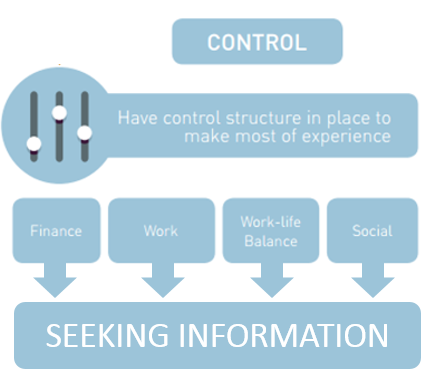 CONTROL
Have control structure in place to
make most of experience
Finance
Work
Work-life
Balance
Social
SEEKING INFORMATION